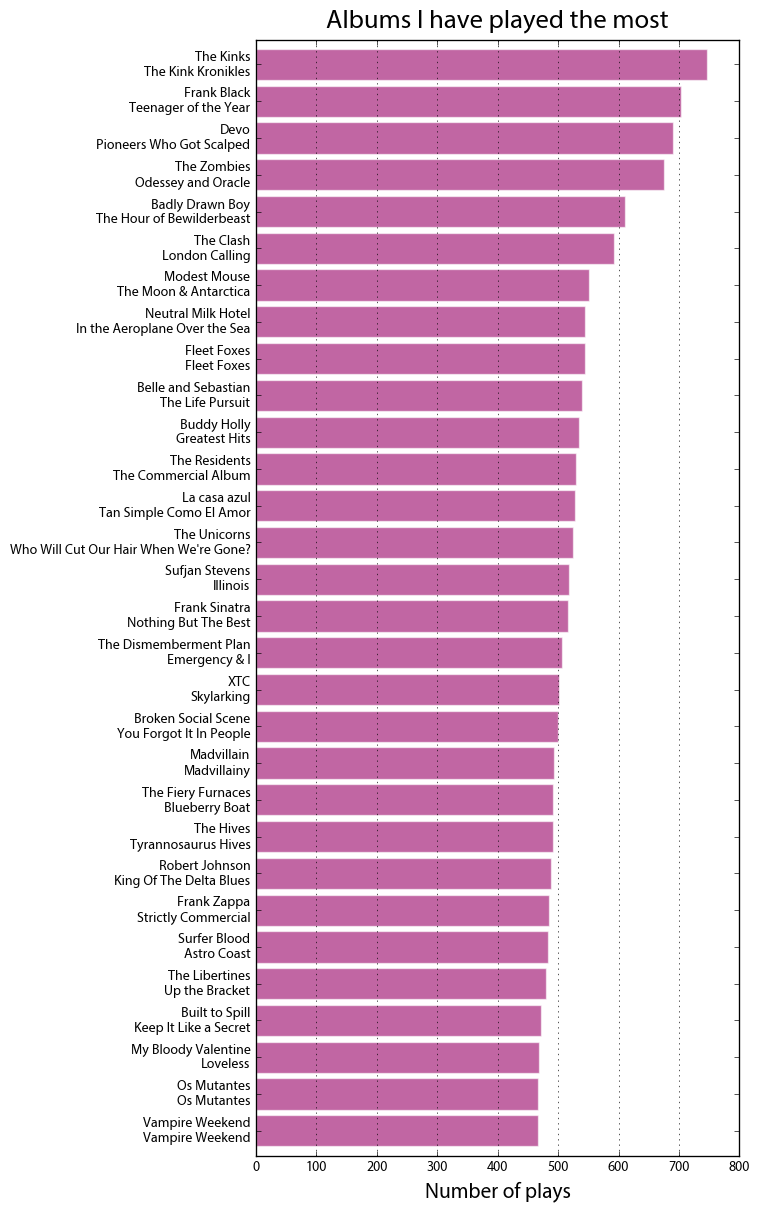 Albums I have played the most
The Kinks
The Kink Kronikles
Frank Black
Teenager of the Year
Devo
Pioneers Who Got Scalped
The Zombies
Odessey and Oracle
Badly Drawn Boy
The Hour of Bewilderbeast
The Clash
London Calling
Modest Mouse
The Moon & Antarctica
Neutral Milk Hotel
In the Aeroplane Over the Sea
Fleet Foxes
Fleet Foxes
Belle and Sebastian
The Life Pursuit
Buddy Holly
Greatest Hits
The Residents
The Commercial Album
La casa azul
Tan Simple Como El Amor
The Unicorns
Who Will Cut Our Hair When We're Gone?
Sufjan Stevens
Illinois
Frank Sinatra
Nothing But The Best
The Dismemberment Plan
Emergency & I
XTC
Skylarking
Broken Social Scene
You Forgot It In People
Madvillain
Madvillainy
The Fiery Furnaces
Blueberry Boat
The Hives
Tyrannosaurus Hives
Robert Johnson
King Of The Delta Blues
Frank Zappa
Strictly Commercial
Surfer Blood
Astro Coast
The Libertines
Up the Bracket
Built to Spill
Keep It Like a Secret
My Bloody Valentine
Loveless
Os Mutantes
Os Mutantes
Vampire Weekend
Vampire Weekend
0 100 200 300 400 500 600 700 800
Number of plays